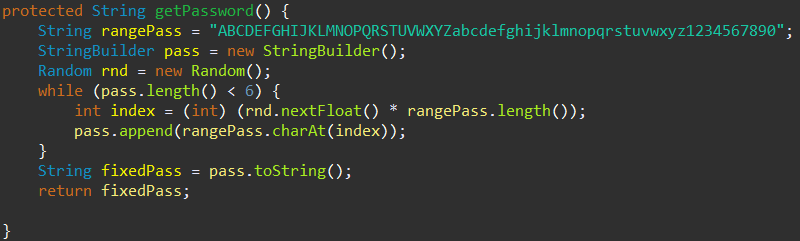 protected String getPassword() {
    String rangePass = "ABCDEFGHIJKLMNOPQRSTUVWXYZabcdefghijklmnopqrstuvwxyz1234567890";
    StringBuilder pass = new StringBuilder();
    Random rnd = new Random();
    while (pass.length() < 6) {
        int index = (int) (rnd.nextFloat() * rangePass.length());
        pass.append(rangePass.charAt(index));
    }
    String fixedPass = pass.toString();
    return fixedPass;

}